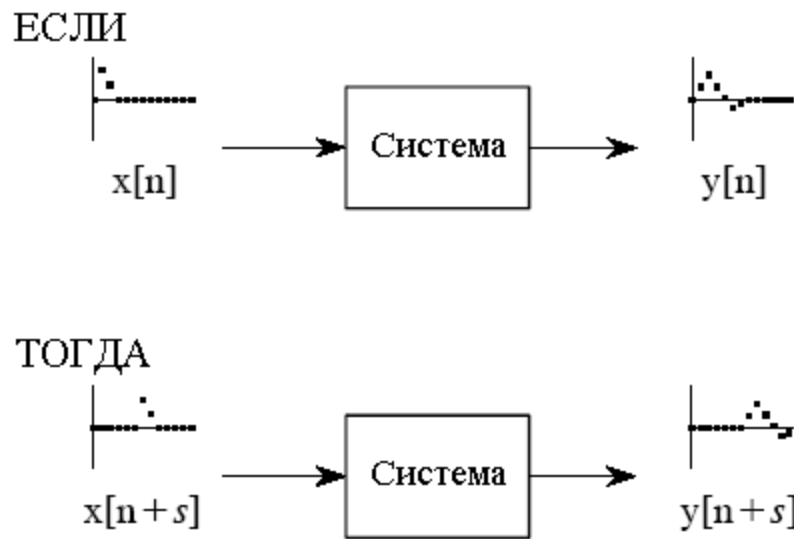 ЕСЛИ
Система
x[n]
y[n]
ТОГДА
Система
x[n+s]
y[n+s]